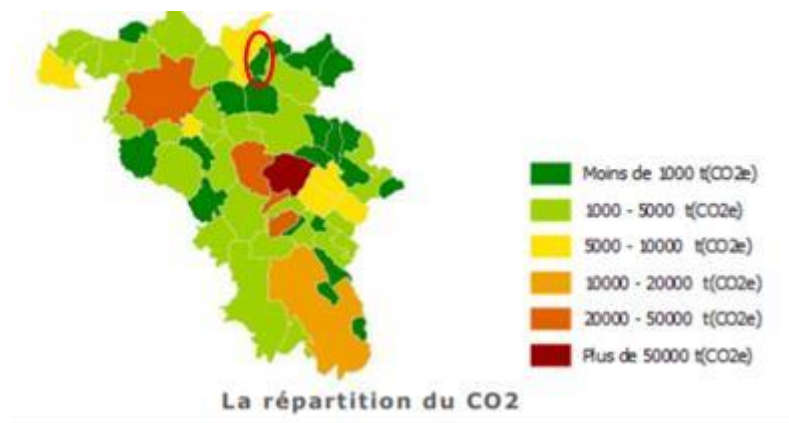 Moins de 1000 t(CO2e)
1000 - 5000 t(CO2e)
5000 - 10000 t(CO2e)
10000 - 20000 t(CO2e)
20000 - 50000 t(CO2e)
Plus de 50000 t(CO2e)
La répartition du CO2